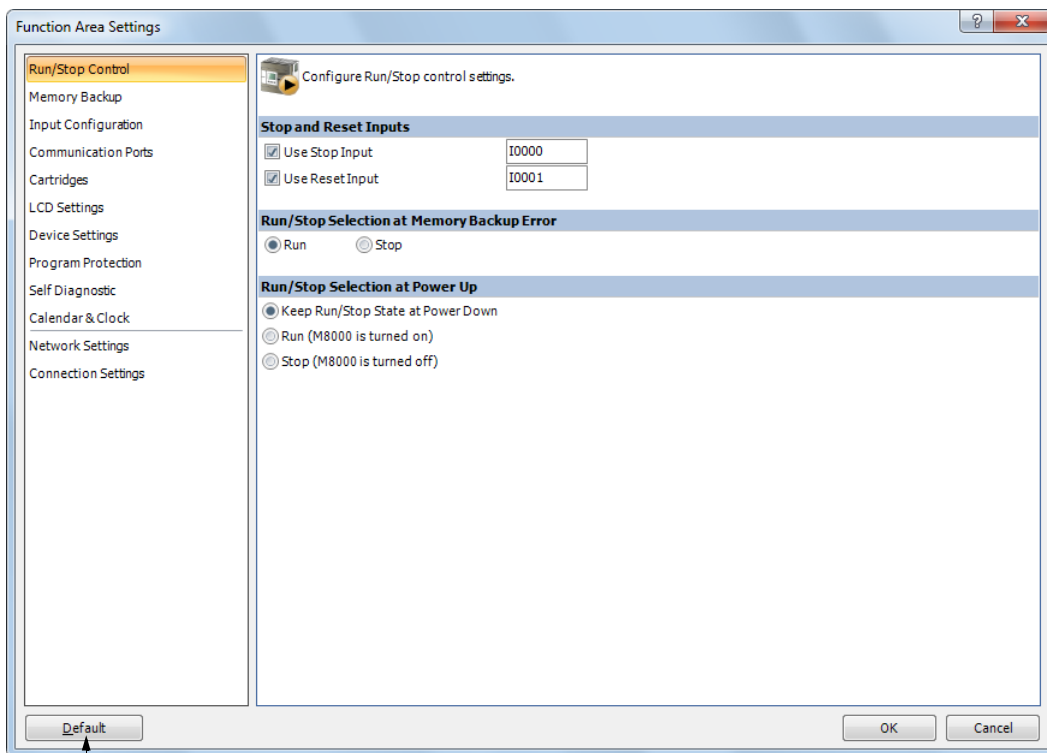 Function Area Settings
?
Run/Stop Control
Memory Backup
Input Configuration
Communication Ports
Cartridges
LCD Settings
Device Settings
Program Protection
Self Diagnostic
Calendar & Clock
Network Settings
Connection Settings
Configure Run/Stop control settings.
Stop and Reset Inputs
Use Stop Input I0000
Use Reset Input I0001
Run/Stop Selection at Memory Backup Error
Run Stop
Run/Stop Selection at Power Up
Keep Run/Stop State at Power Down
Run (M8000 is turned on)
Stop (M8000 is turned off)
Default OK Cancel